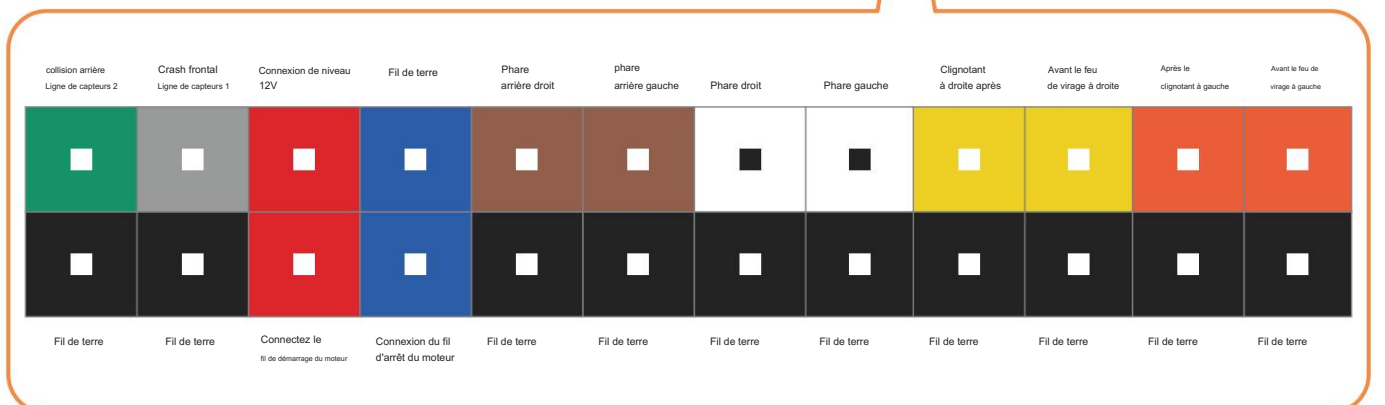 collision arrière
Ligne de capteurs 2
Crash frontal
Ligne de capteurs 1
Connexion de niveau
12V
Fil de terre
Phare
arrière droit
phare
arrière gauche
Phare droit
Phare gauche
Clignotant
à droite après
Avant le feu
de virage à droite
Après le
clignotant à gauche
Avant le feu de
virage à gauche
Fil de terre
Fil de terre
Connectez le
fil de démarrage du moteur
Connexion du fil
d'arrêt du moteur
Fil de terre
Fil de terre
Fil de terre
Fil de terre
Fil de terre
Fil de terre
Fil de terre
Fil de terre